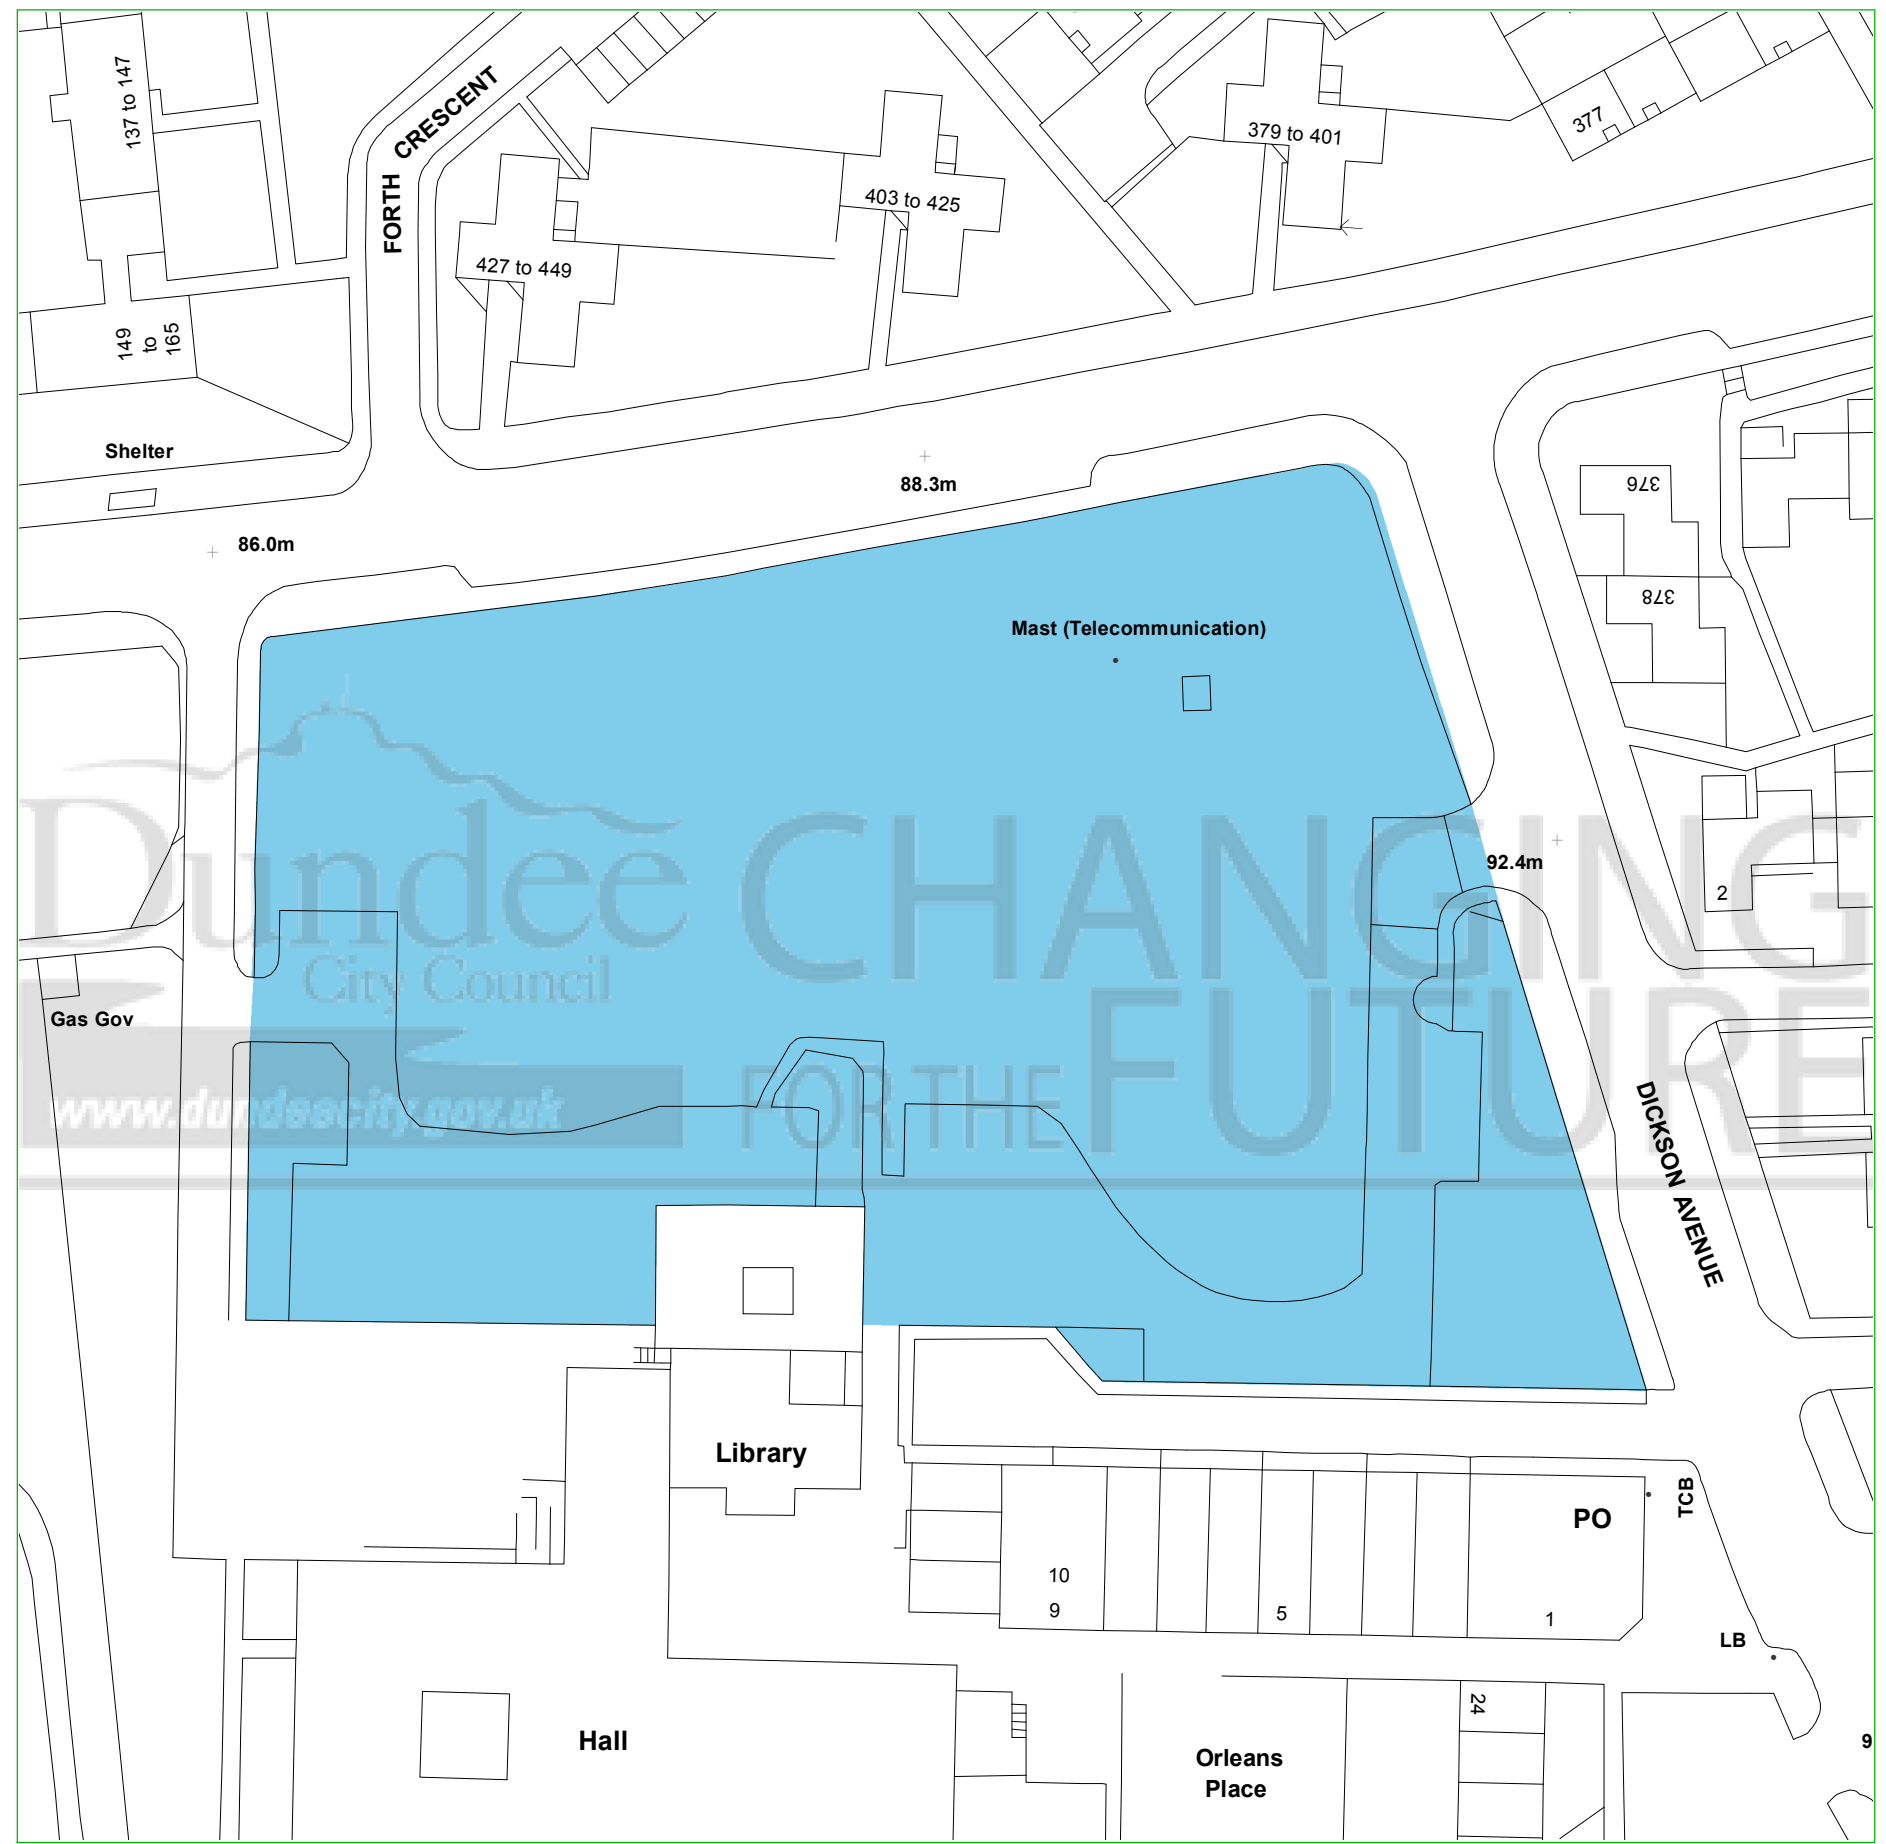 137 to 147
FORTH CRESCENT
379 to 401
377
403 to 425
427 to 449
149
to
165
Shelter
88.3m
376
86.0m
378
Mast (Telecommunication)
Dundee
City Council
www.dundeecity.gov.uk
CHANGING
FOR THE FUTURE
92.4m
2
Gas Gov
DICKSON AVENUE
Library
TCB
PO
10
9
5
1
LB
24
Hall
Orleans
Place
9